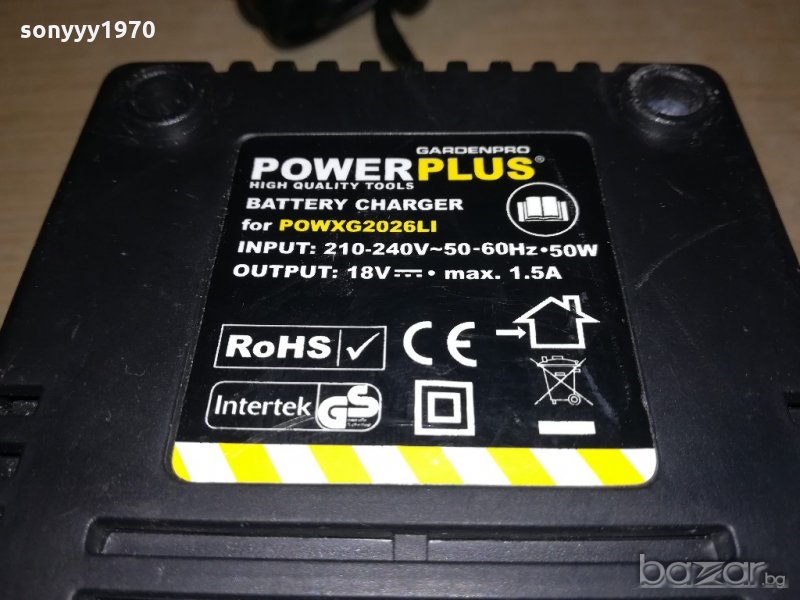 sonyyy1970
GARDENPRO
POWERPLUS®
HIGH QUALITY TOOLS
BATTERY CHARGER
for POWXG2026LI
INPUT: 210-240V~50-60Hz•50W
OUTPUT: 18V⎓• max. 1.5A
RoHS ✓
CE
Intertek GS
bazar.bg